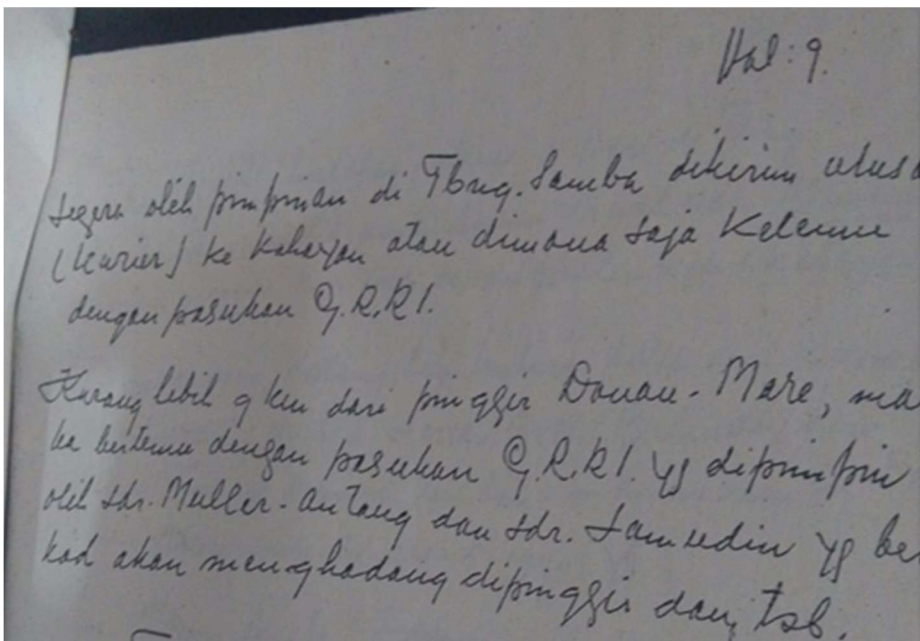 Hal: 9.
Segera oleh pimpinan di Tbng. Samba dikirim utusa
(kurier) ke Kahayan atau dimana saja Ketemu
dengan pasukan G.R.R.I.
Kurang lebih 9 km dari pinggir Danau-Mare, ma
ka bertemu dengan pasukan G.R.R.I. yg dipimpin
oleh sdr. Muller-Antang dan sdr. Samudin yg be
kad akan menghadang dipinggir danau tsb.